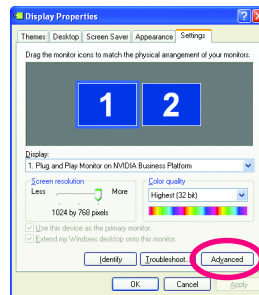 Display Properties
Themes Desktop Screen Saver Appearance Settings
Drag the monitor icons to match the physical arrangement of your monitors.
1 2
Display:
1. Plug and Play Monitor on NVIDIA Business Platform
Screen resolution
Less More
1024 by 768 pixels
Color quality
Highest (32 bit)
Use this device as the primary monitor.
Extend my Windows desktop onto this monitor.
Identify Troubleshoot... Advanced
OK Cancel Apply